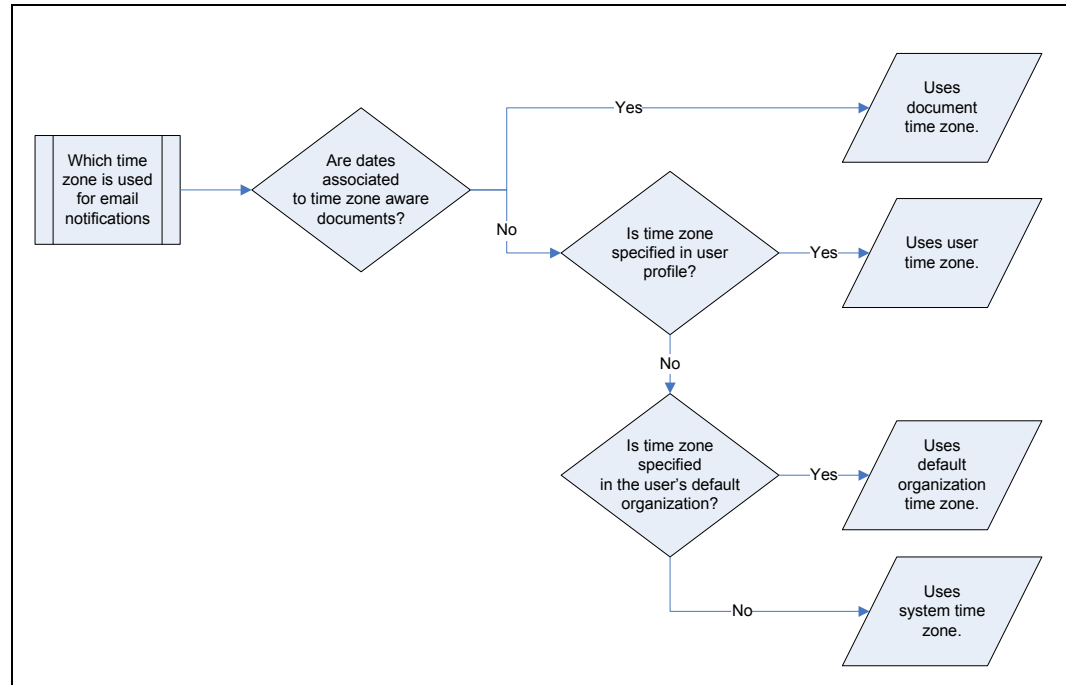 Which time
zone is used
for email
notifications
Are dates
associated
to time zone aware
documents?
Yes
Uses
document
time zone.
No
Is time zone
specified in user
profile?
Yes
Uses user
time zone.
No
Is time zone
specified
in the user's default
organization?
Yes
Uses
default
organization
time zone.
No
Uses
system time
zone.